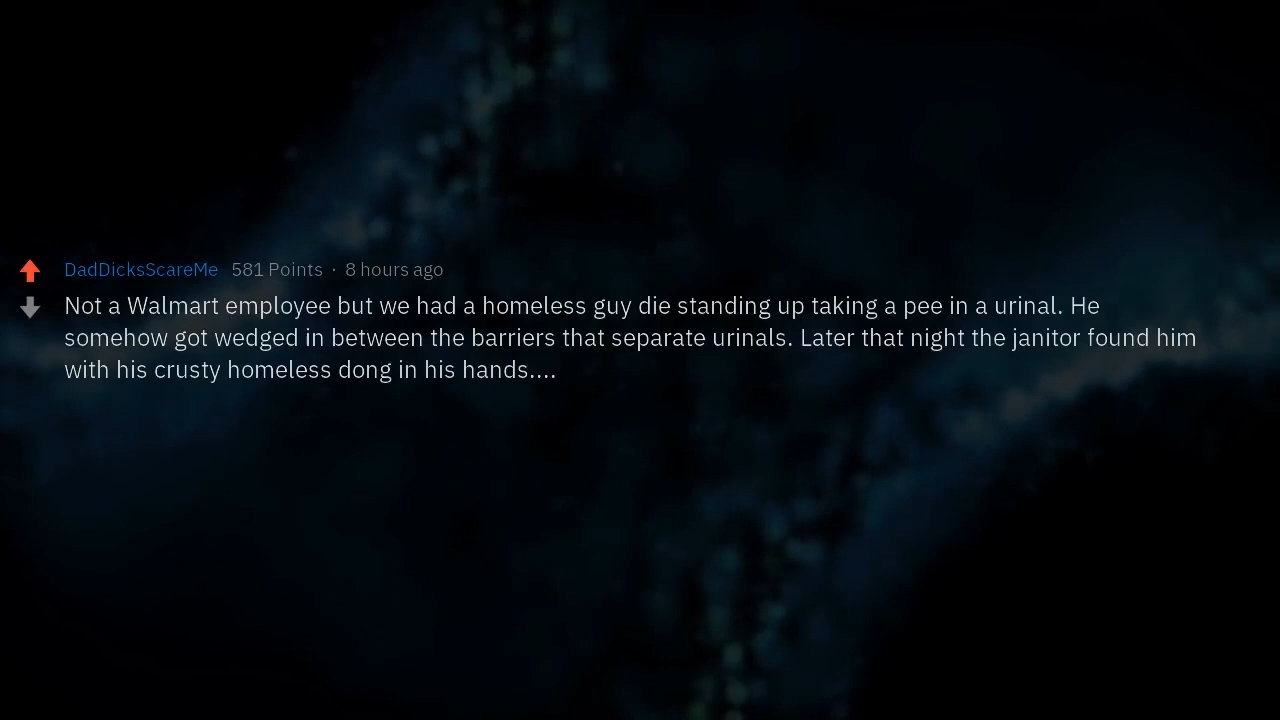 DadDicksScareMe 581 Points · 8 hours ago
Not a Walmart employee but we had a homeless guy die standing up taking a pee in a urinal. He
somehow got wedged in between the barriers that separate urinals. Later that night the janitor found him
with his crusty homeless dong in his hands....